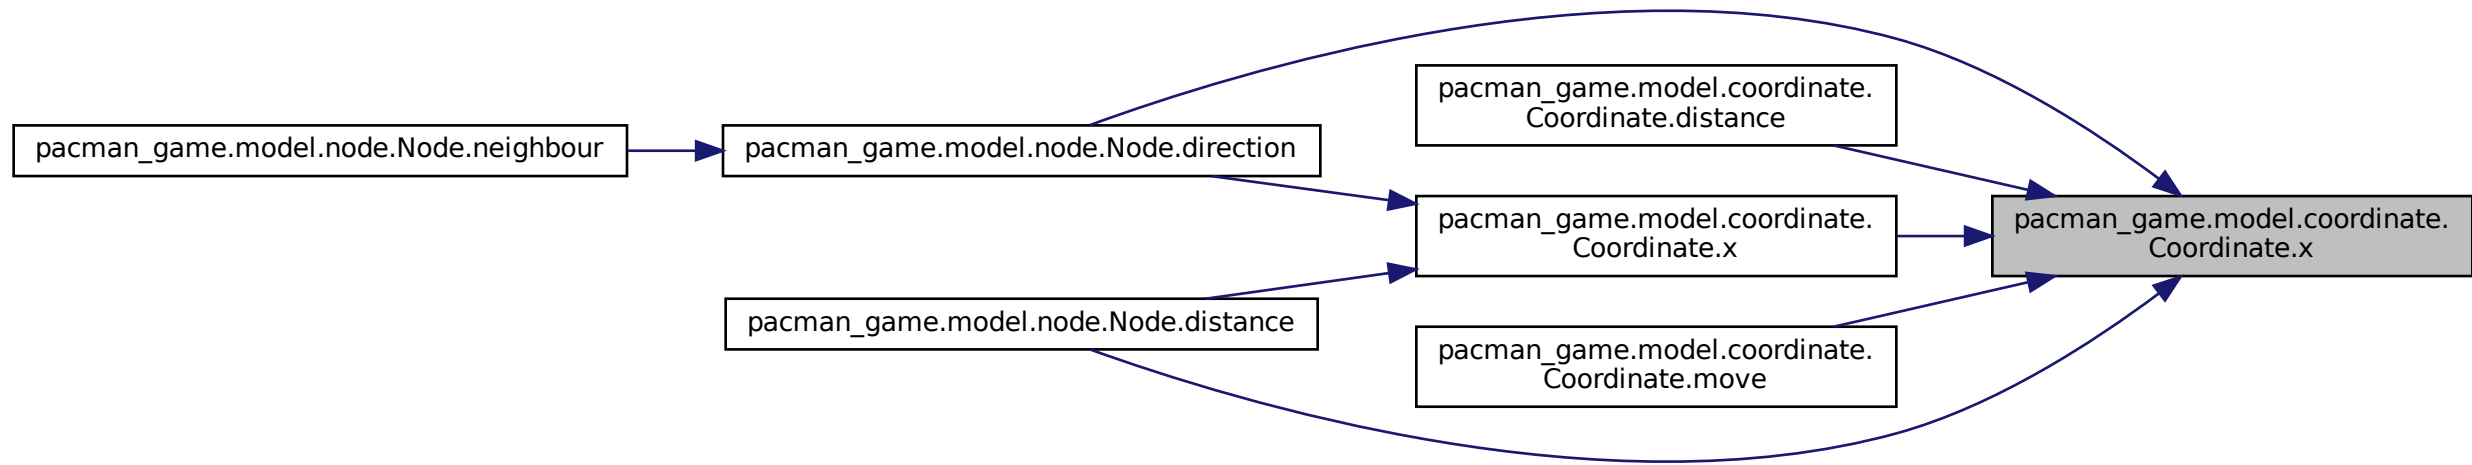 pacman_game.model.node.Node.neighbour
pacman_game.model.node.Node.direction
pacman_game.model.node.Node.distance
pacman_game.model.coordinate.
Coordinate.distance
pacman_game.model.coordinate.
Coordinate.x
pacman_game.model.coordinate.
Coordinate.move
pacman_game.model.coordinate.
Coordinate.x